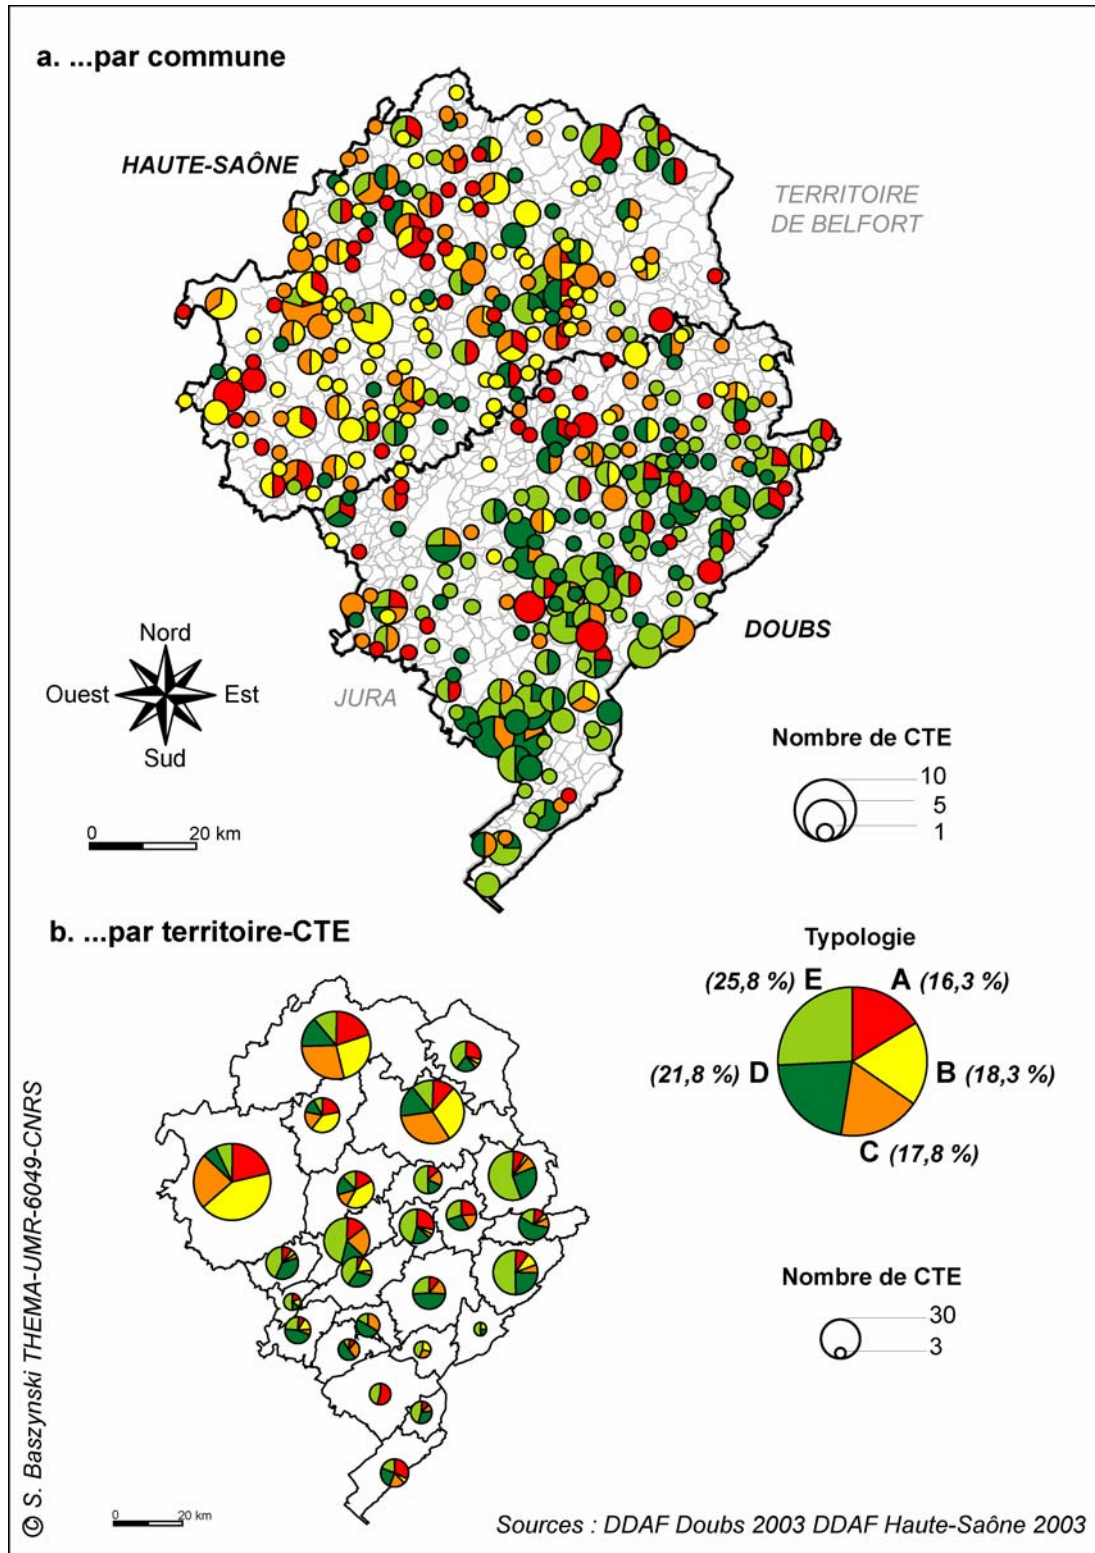 a. ...par commune
HAUTE-SAÔNE
TERRITOIRE
DE BELFORT
Nord
Ouest
Est
Sud
JURA
DOUBS
Nombre de CTE
10
5
1
0 20 km
b. ...par territoire-CTE
Typologie
(25,8 %) E
A (16,3 %)
(21,8 %) D
B (18,3 %)
C (17,8 %)
Nombre de CTE
30
3
0 20 km
© S. Baszynski THEMA-UMR-6049-CNRS
Sources : DDAF Doubs 2003 DDAF Haute-Saône 2003